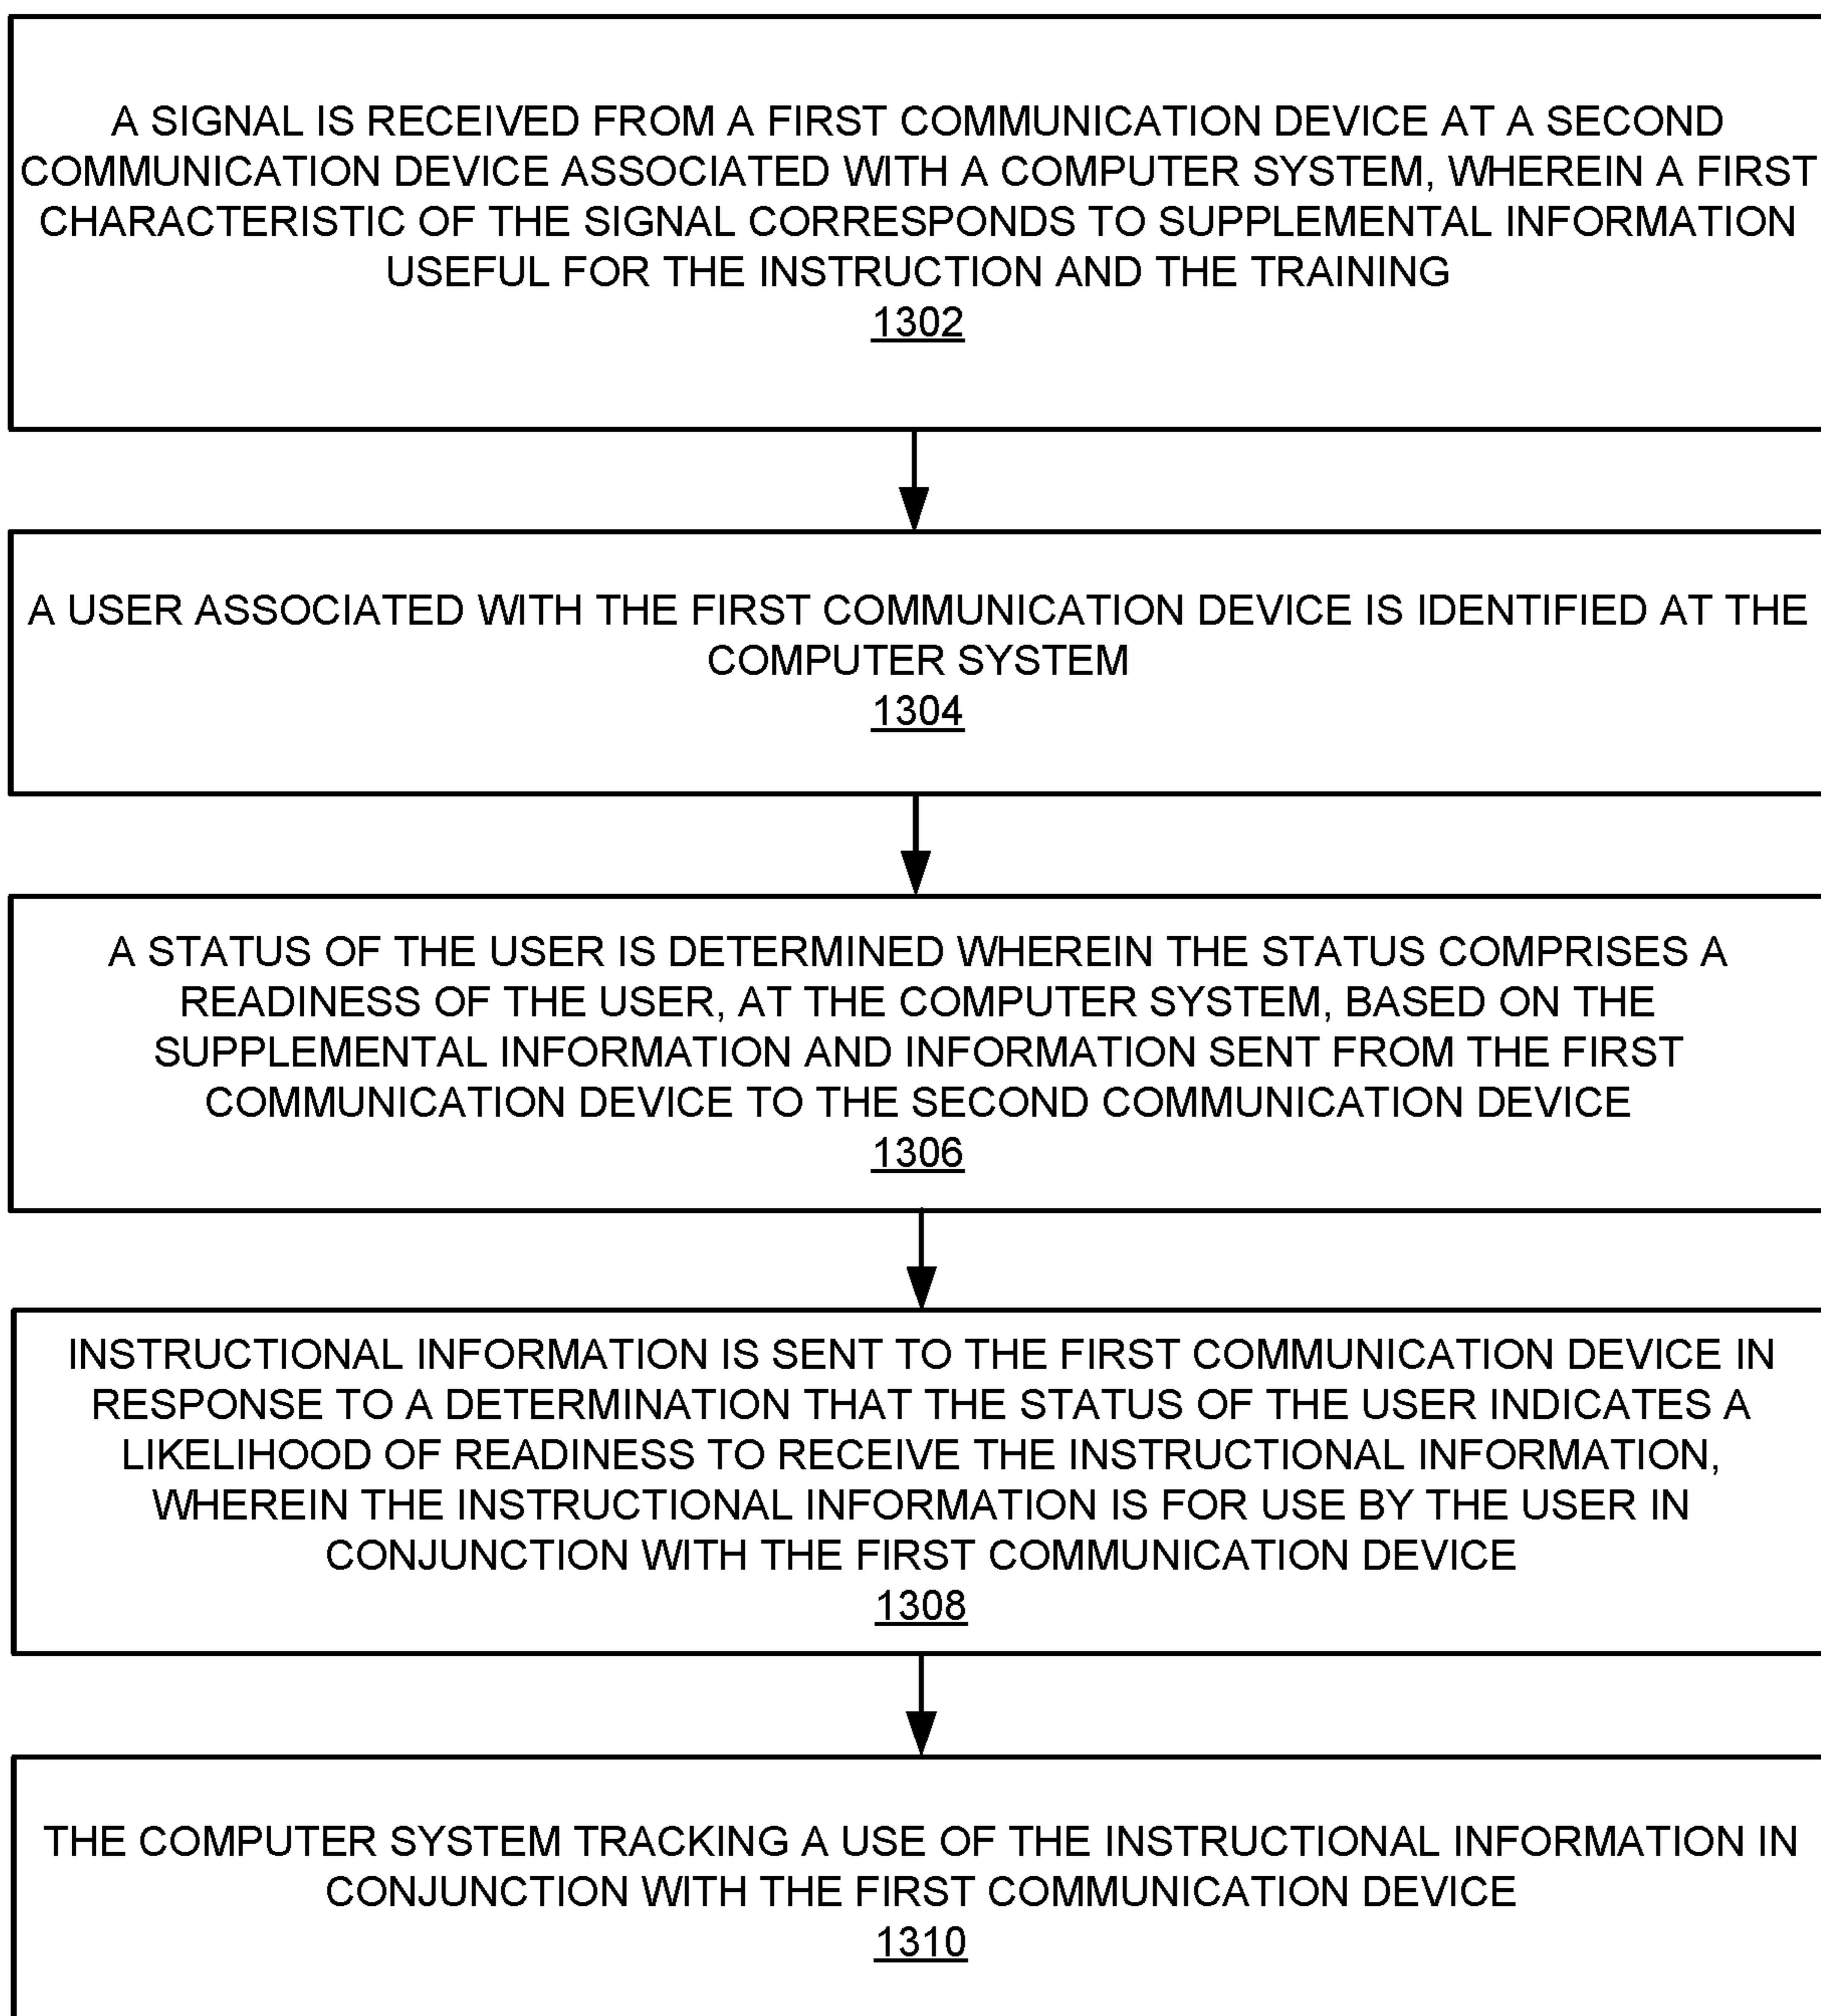 A SIGNAL IS RECEIVED FROM A FIRST COMMUNICATION DEVICE AT A SECOND
COMMUNICATION DEVICE ASSOCIATED WITH A COMPUTER SYSTEM, WHEREIN A FIRST
CHARACTERISTIC OF THE SIGNAL CORRESPONDS TO SUPPLEMENTAL INFORMATION
USEFUL FOR THE INSTRUCTION AND THE TRAINING
1302
A USER ASSOCIATED WITH THE FIRST COMMUNICATION DEVICE IS IDENTIFIED AT THE
COMPUTER SYSTEM
1304
A STATUS OF THE USER IS DETERMINED WHEREIN THE STATUS COMPRISES A
READINESS OF THE USER, AT THE COMPUTER SYSTEM, BASED ON THE
SUPPLEMENTAL INFORMATION AND INFORMATION SENT FROM THE FIRST
COMMUNICATION DEVICE TO THE SECOND COMMUNICATION DEVICE
1306
INSTRUCTIONAL INFORMATION IS SENT TO THE FIRST COMMUNICATION DEVICE IN
RESPONSE TO A DETERMINATION THAT THE STATUS OF THE USER INDICATES A
LIKELIHOOD OF READINESS TO RECEIVE THE INSTRUCTIONAL INFORMATION,
WHEREIN THE INSTRUCTIONAL INFORMATION IS FOR USE BY THE USER IN
CONJUNCTION WITH THE FIRST COMMUNICATION DEVICE
1308
THE COMPUTER SYSTEM TRACKING A USE OF THE INSTRUCTIONAL INFORMATION IN
CONJUNCTION WITH THE FIRST COMMUNICATION DEVICE
1310